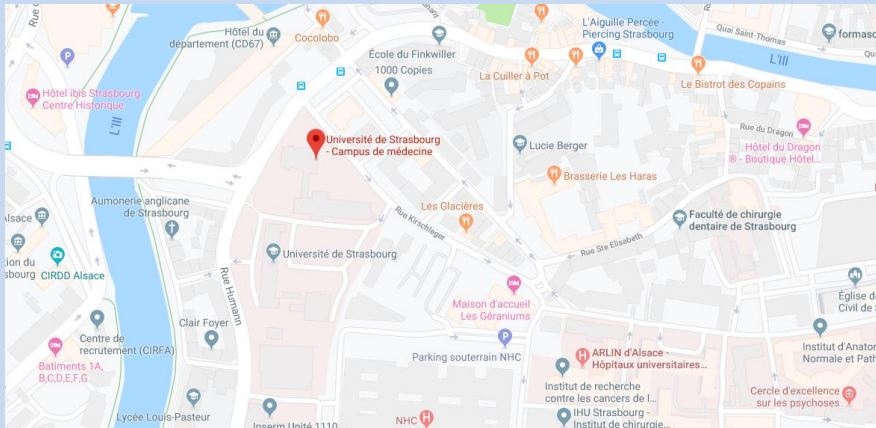 Hôtel du
département (CD67)
Cocolobo
L'Aiguille Percée -
Piercing Strasbourg
Quai Saint-Thomas
formasc
École du Finkwiller
1000 Copies
La Cuiller à Pot
L'Ill
Le Bistrot des Copains
Hôtel ibis Strasbourg
Centre Historique
L'Ill
Université de Strasbourg
- Campus de médecine
Lucie Berger
Rue du Dragon
Hôtel du Dragon
® - Boutique Hôtel...
Brasserie Les Haras
Aumonerie anglicane
de Strasbourg
Les Glacières
Rue Kirschleger
Faculté de chirurgie
dentaire de Strasbourg
Alsace
tion du
sbourg
CIRDD Alsace
Université de Strasbourg
Rue Ste Elisabeth
Rue Humann
Maison d'accueil
Les Géraniums
Église de
Civil de S
Centre de
recrutement (CIRFA)
Clair Foyer
Parking souterrain NHC
Institut d'Anator
Normale et Path
Batiments 1A,
B,C,D,E,F,G
ARLIN d'Alsace -
Hôpitaux universitaires...
Institut de recherche
contre les cancers de l...
Cercle d'excellence
sur les psychoses
Lycée Louis-Pasteur
Inserm Unité 1110
NHC
IHU Strasbourg -
Institut de chirurgie...